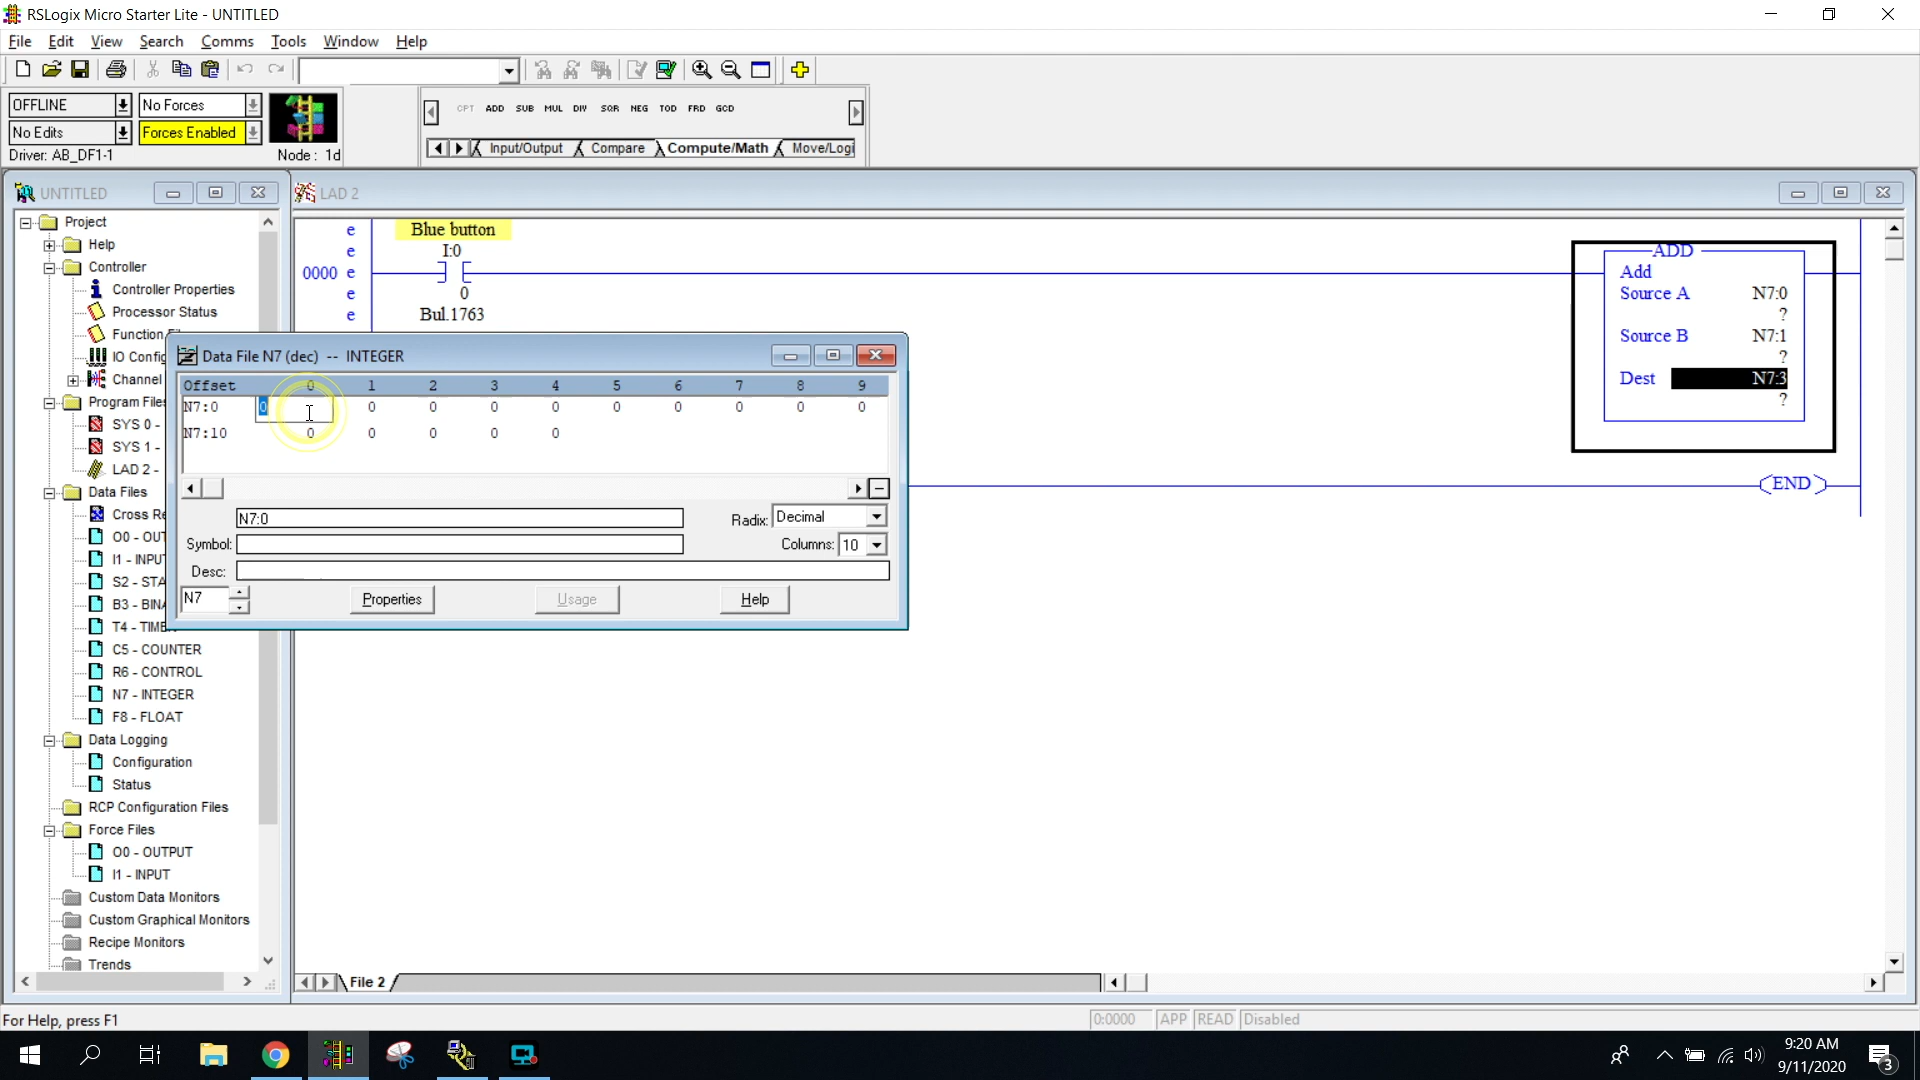 RSLogix Micro Starter Lite - UNTITLED
File Edit View Search Comms Tools Window Help
OFFLINE No Forces
No Edits Forces Enabled
Driver: AB_DF1-1 Node : 1d
CPT ADD SUB MUL DIV SQR NEG TOD FRD GCD
Input/Output Compare Compute/Math Move/Logi
UNTITLED
Project
Help
Controller
Controller Properties
Processor Status
Function
IO Config
Channel
Program Files
SYS 0 -
SYS 1 -
LAD 2 -
Data Files
Cross Re
O0 - OUT
I1 - INPUT
S2 - STA
B3 - BINA
T4 - TIME
C5 - COUNTER
R6 - CONTROL
N7 - INTEGER
F8 - FLOAT
Data Logging
Configuration
Status
RCP Configuration Files
Force Files
O0 - OUTPUT
I1 - INPUT
Custom Data Monitors
Custom Graphical Monitors
Recipe Monitors
Trends
LAD 2
e Blue button
e I:0
0000 e
e 0
e Bul.1763
ADD
Add
Source A N7:0
?
Source B N7:1
?
Dest N7:3
?
END
Data File N7 (dec) -- INTEGER
Offset 0 1 2 3 4 5 6 7 8 9
N7:0 0 0 0 0 0 0 0 0 0 0
N7:10 0 0 0 0 0
N7:0 Radix: Decimal
Symbol: Columns: 10
Desc:
N7 Properties Usage Help
File 2
For Help, press F1 0:0000 APP READ Disabled
9:20 AM
9/11/2020
3